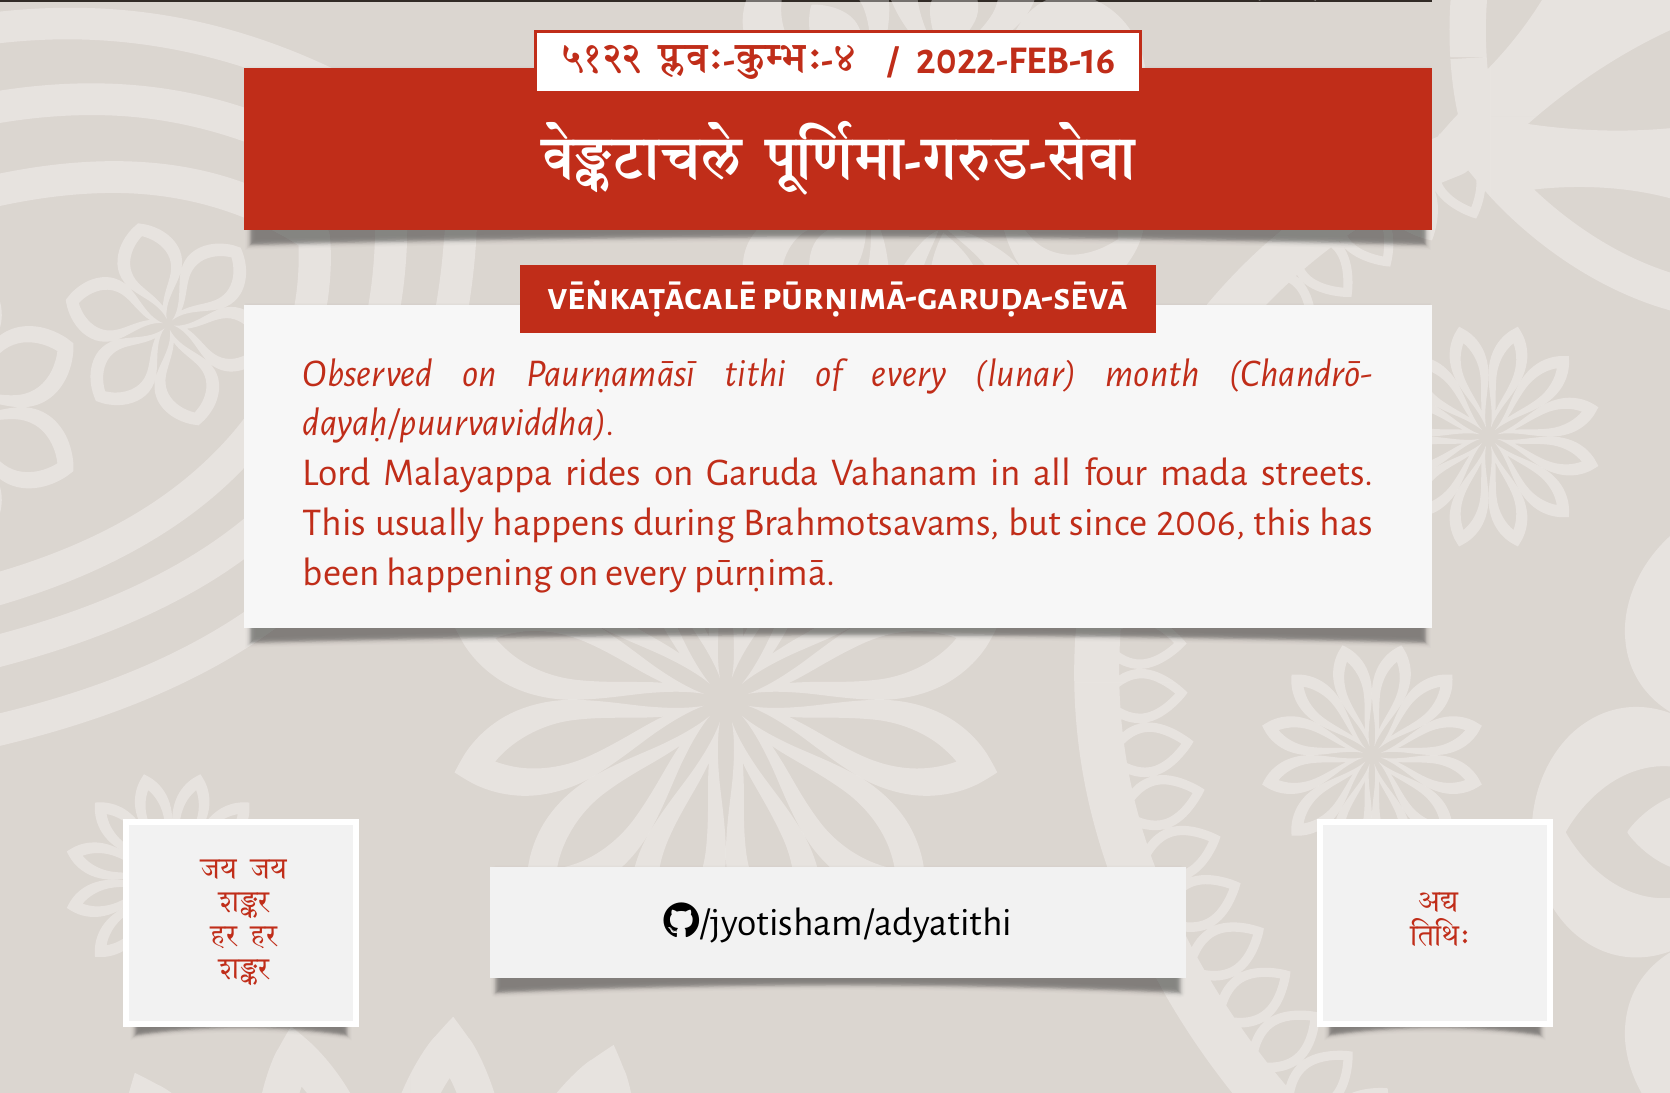 ५१२२ प्लवः-कुम्भः-४ / 2022-FEB-16
वेङ्कटाचले पूर्णिमा-गरुड-सेवा
VĒṄKAṬĀCALĒ PŪRṆIMĀ-GARUḌA-SĒVĀ
Observed on Paurṇamāsī tithi of every (lunar) month (Chandrō-
dayaḥ/puurvaviddha).
Lord Malayappa rides on Garuda Vahanam in all four mada streets.
This usually happens during Brahmotsavams, but since 2006, this has
been happening on every pūrṇimā.
जय जय
शङ्कर
हर हर
शङ्कर
/jyotisham/adyatithi
अद्य
तिथिः